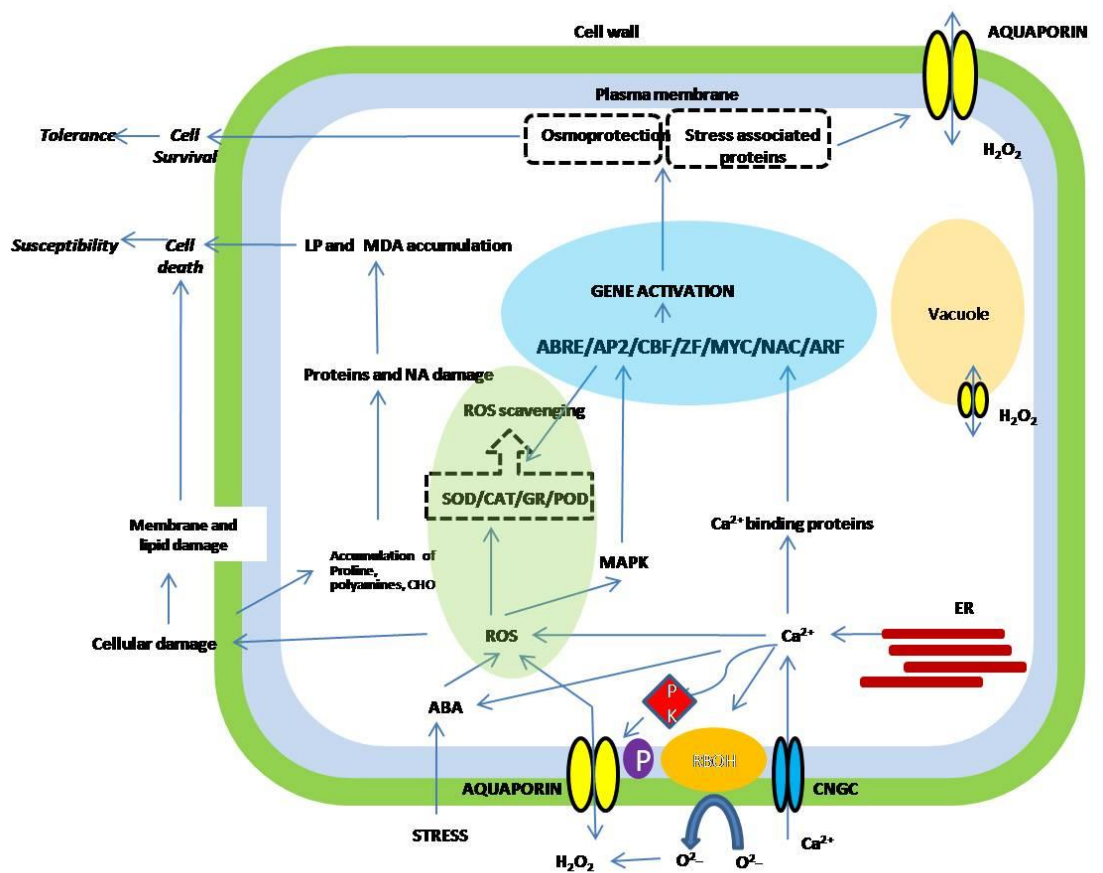 Cell wall
AQUAPORIN
Plasma membrane
Tolerance
Cell
Survival
Osmoprotection
Stress associated
proteins
H₂O₂
Susceptibility
Cell
death
LP and MDA accumulation
GENE ACTIVATION
Vacuole
ABRE/AP2/CBF/ZF/MYC/NAC/ARF
Proteins and NA damage
ROS scavenging
H₂O₂
SOD/CAT/GR/POD
Membrane and
lipid damage
Ca²⁺ binding proteins
Accumulation of
Proline,
polyamines, CHO
MAPK
ER
Cellular damage
ROS
Ca²⁺
ABA
P
K
P
RBOH
AQUAPORIN
CNGC
STRESS
H₂O₂
O²⁻
O²⁻
Ca²⁺